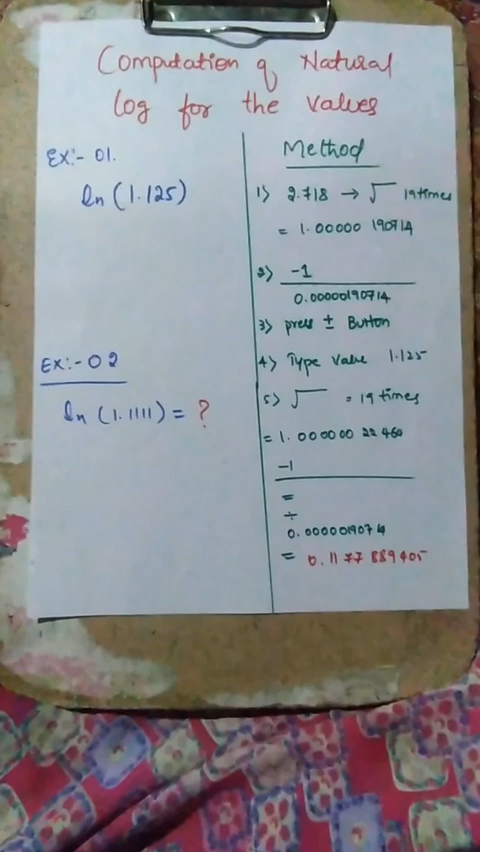 Computation of Natural
Log for the values
Ex:- 01.
ln (1.125)
Ex:- 02
ln (1.1111) = ?
Method
1) 2.718 → √ 19 times
= 1.00000 190714
2) -1
0.00000190714
3) press ± Button
4) Type value 1.125
5) √ = 19 times
= 1.000000 22460
-1
=
÷
0.00000190714
= 0.1177889405